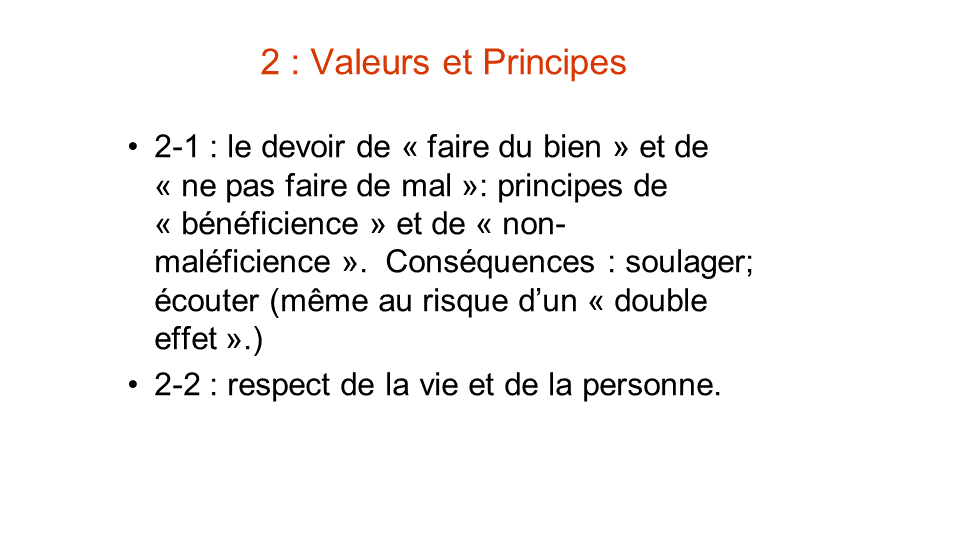 2 : Valeurs et Principes
• 2-1 : le devoir de « faire du bien » et de
« ne pas faire de mal »: principes de
« bénéficience » et de « non-
maléficience ».  Conséquences : soulager;
écouter (même au risque d’un « double
effet ».)
• 2-2 : respect de la vie et de la personne.